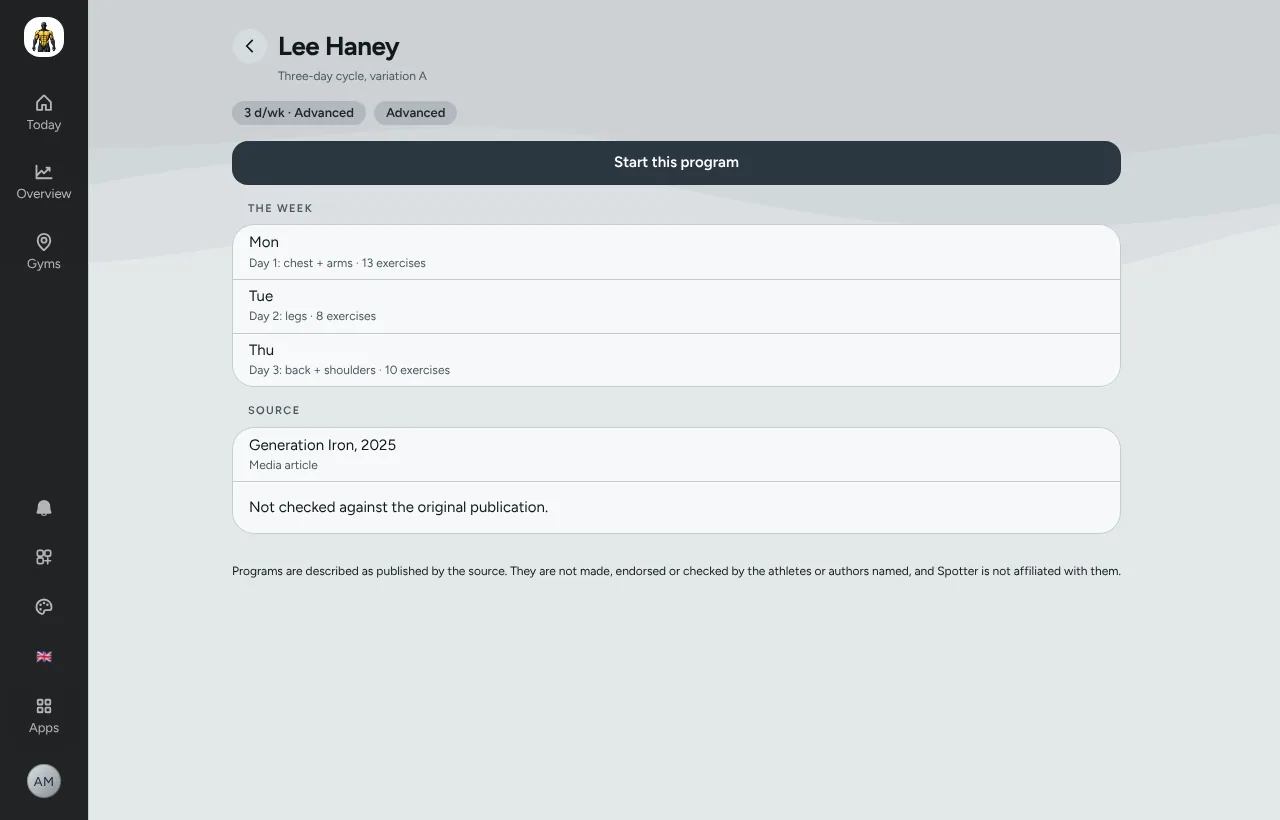 Lee Haney
Three-day cycle, variation A
3 d/wk · Advanced
Advanced
Start this program
THE WEEK
Mon
Day 1: chest + arms · 13 exercises
Tue
Day 2: legs · 8 exercises
Thu
Day 3: back + shoulders · 10 exercises
SOURCE
Generation Iron, 2025
Media article
Not checked against the original publication.
Programs are described as published by the source. They are not made, endorsed or checked by the athletes or authors named, and Spotter is not affiliated with them.
Today
Overview
Gyms
Apps
AM